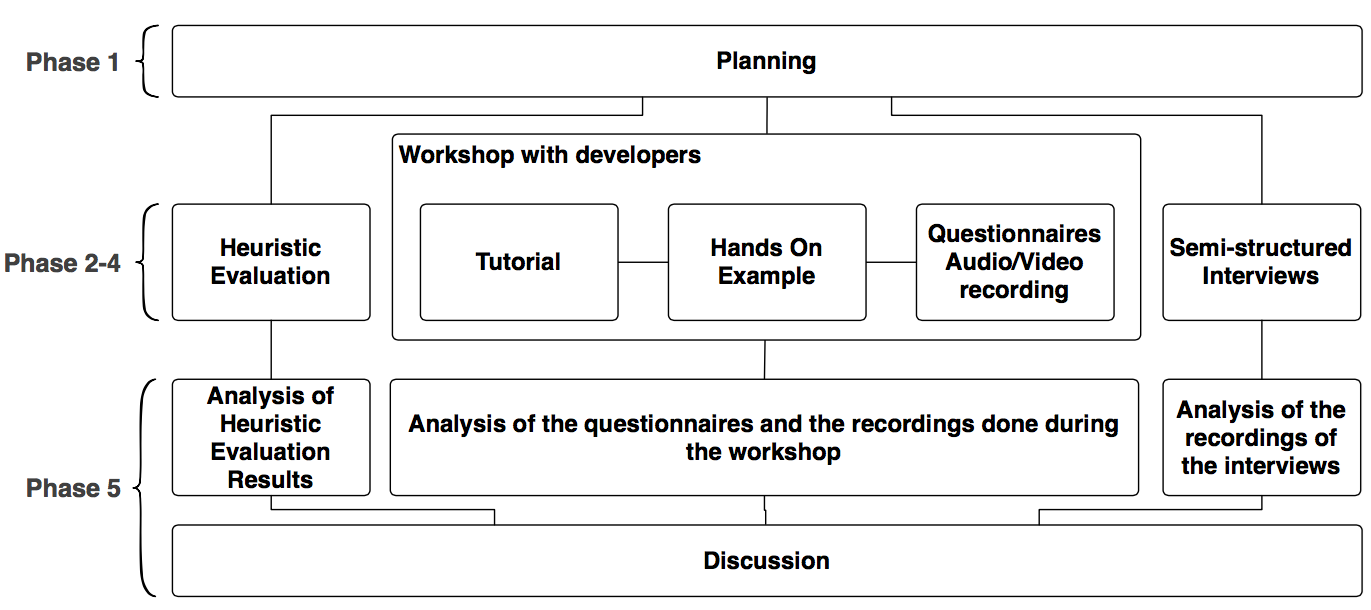 Phase 1
Planning
Workshop with developers
Phase 2-4
Heuristic
Evaluation
Tutorial
Hands On
Example
Questionnaires
Audio/Video
recording
Semi-structured
Interviews
Phase 5
Analysis of
Heuristic
Evaluation
Results
Analysis of the questionnaires and the recordings done during
the workshop
Analysis of the
recordings of
the interviews
Discussion